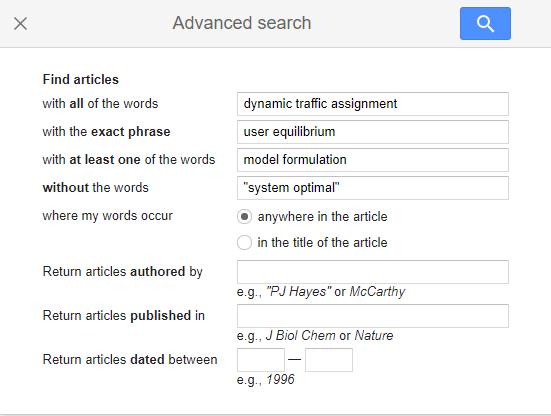 Advanced search
Find articles
with all of the words dynamic traffic assignment
with the exact phrase user equilibrium
with at least one of the words model formulation
without the words "system optimal"
where my words occur anywhere in the article
in the title of the article
Return articles authored by
e.g., "PJ Hayes" or McCarthy
Return articles published in
e.g., J Biol Chem or Nature
Return articles dated between —
e.g., 1996